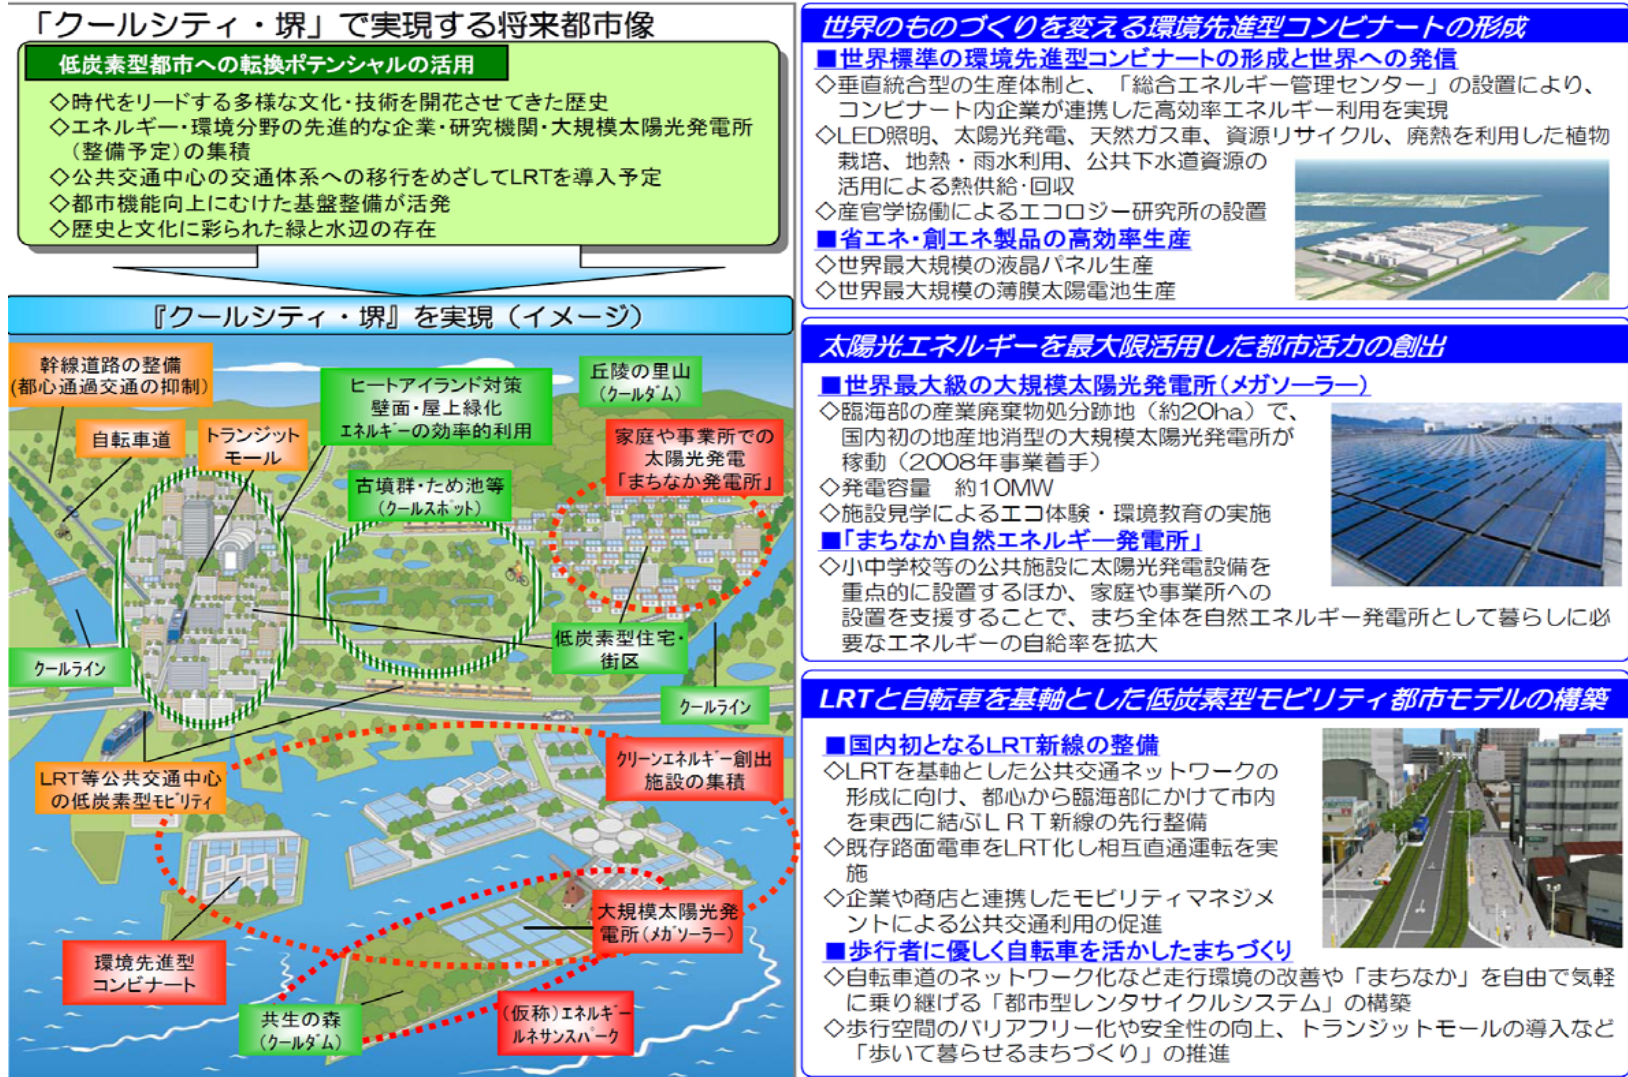 「クールシティ・堺」で実現する将来都市像
低炭素型都市への転換ポテンシャルの活用
◇時代をリードする多様な文化・技術を開花させてきた歴史
◇エネルギー・環境分野の先進的な企業・研究機関・大規模太陽光発電所
（整備予定）の集積
◇公共交通中心の交通体系への移行をめざしてLRTを導入予定
◇都市機能向上にむけた基盤整備が活発
◇歴史と文化に彩られた緑と水辺の存在
『クールシティ・堺』を実現（イメージ）
幹線道路の整備
(都心通過交通の抑制)
自転車道
トランジット
モール
ヒートアイランド対策
壁面・屋上緑化
エネルギーの効率的利用
丘陵の里山
(クールダム)
家庭や事業所での
太陽光発電
「まちなか発電所」
古墳群・ため池等
(クールスポット)
低炭素型住宅・
街区
クールライン
クールライン
LRT等公共交通中心
の低炭素型モビリティ
クリーンエネルギー創出
施設の集積
大規模太陽光発
電所(メガソーラー)
環境先進型
コンビナート
共生の森
(クールダム)
(仮称)エネルギー
ルネサンスパーク
世界のものづくりを変える環境先進型コンビナートの形成
■世界標準の環境先進型コンビナートの形成と世界への発信
◇垂直統合型の生産体制と、「総合エネルギー管理センター」の設置により、
コンビナート内企業が連携した高効率エネルギー利用を実現
◇LED照明、太陽光発電、天然ガス車、資源リサイクル、廃熱を利用した植物
栽培、地熱・雨水利用、公共下水道資源の
活用による熱供給・回収
◇産官学協働によるエコロジー研究所の設置
■省エネ・創エネ製品の高効率生産
◇世界最大規模の液晶パネル生産
◇世界最大規模の薄膜太陽電池生産
太陽光エネルギーを最大限活用した都市活力の創出
■世界最大級の大規模太陽光発電所（メガソーラー）
◇臨海部の産業廃棄物処分跡地（約20ha）で、
国内初の地産地消型の大規模太陽光発電所が
稼動（2008年事業着手）
◇発電容量　約10MW
◇施設見学によるエコ体験・環境教育の実施
■「まちなか自然エネルギー発電所」
◇小中学校等の公共施設に太陽光発電設備を
重点的に設置するほか、家庭や事業所への
設置を支援することで、まち全体を自然エネルギー発電所として暮らしに必
要なエネルギーの自給率を拡大
LRTと自転車を基軸とした低炭素型モビリティ都市モデルの構築
■国内初となるLRT新線の整備
◇LRTを基軸とした公共交通ネットワークの
形成に向け、都心から臨海部にかけて市内
を東西に結ぶＬＲＴ新線の先行整備
◇既存路面電車をLRT化し相互直通運転を実
施
◇企業や商店と連携したモビリティマネジメ
ントによる公共交通利用の促進
■歩行者に優しく自転車を活かしたまちづくり
◇自転車道のネットワーク化など走行環境の改善や「まちなか」を自由で気軽
に乗り継げる「都市型レンタサイクルシステム」の構築
◇歩行空間のバリアフリー化や安全性の向上、トランジットモールの導入など
「歩いて暮らせるまちづくり」の推進